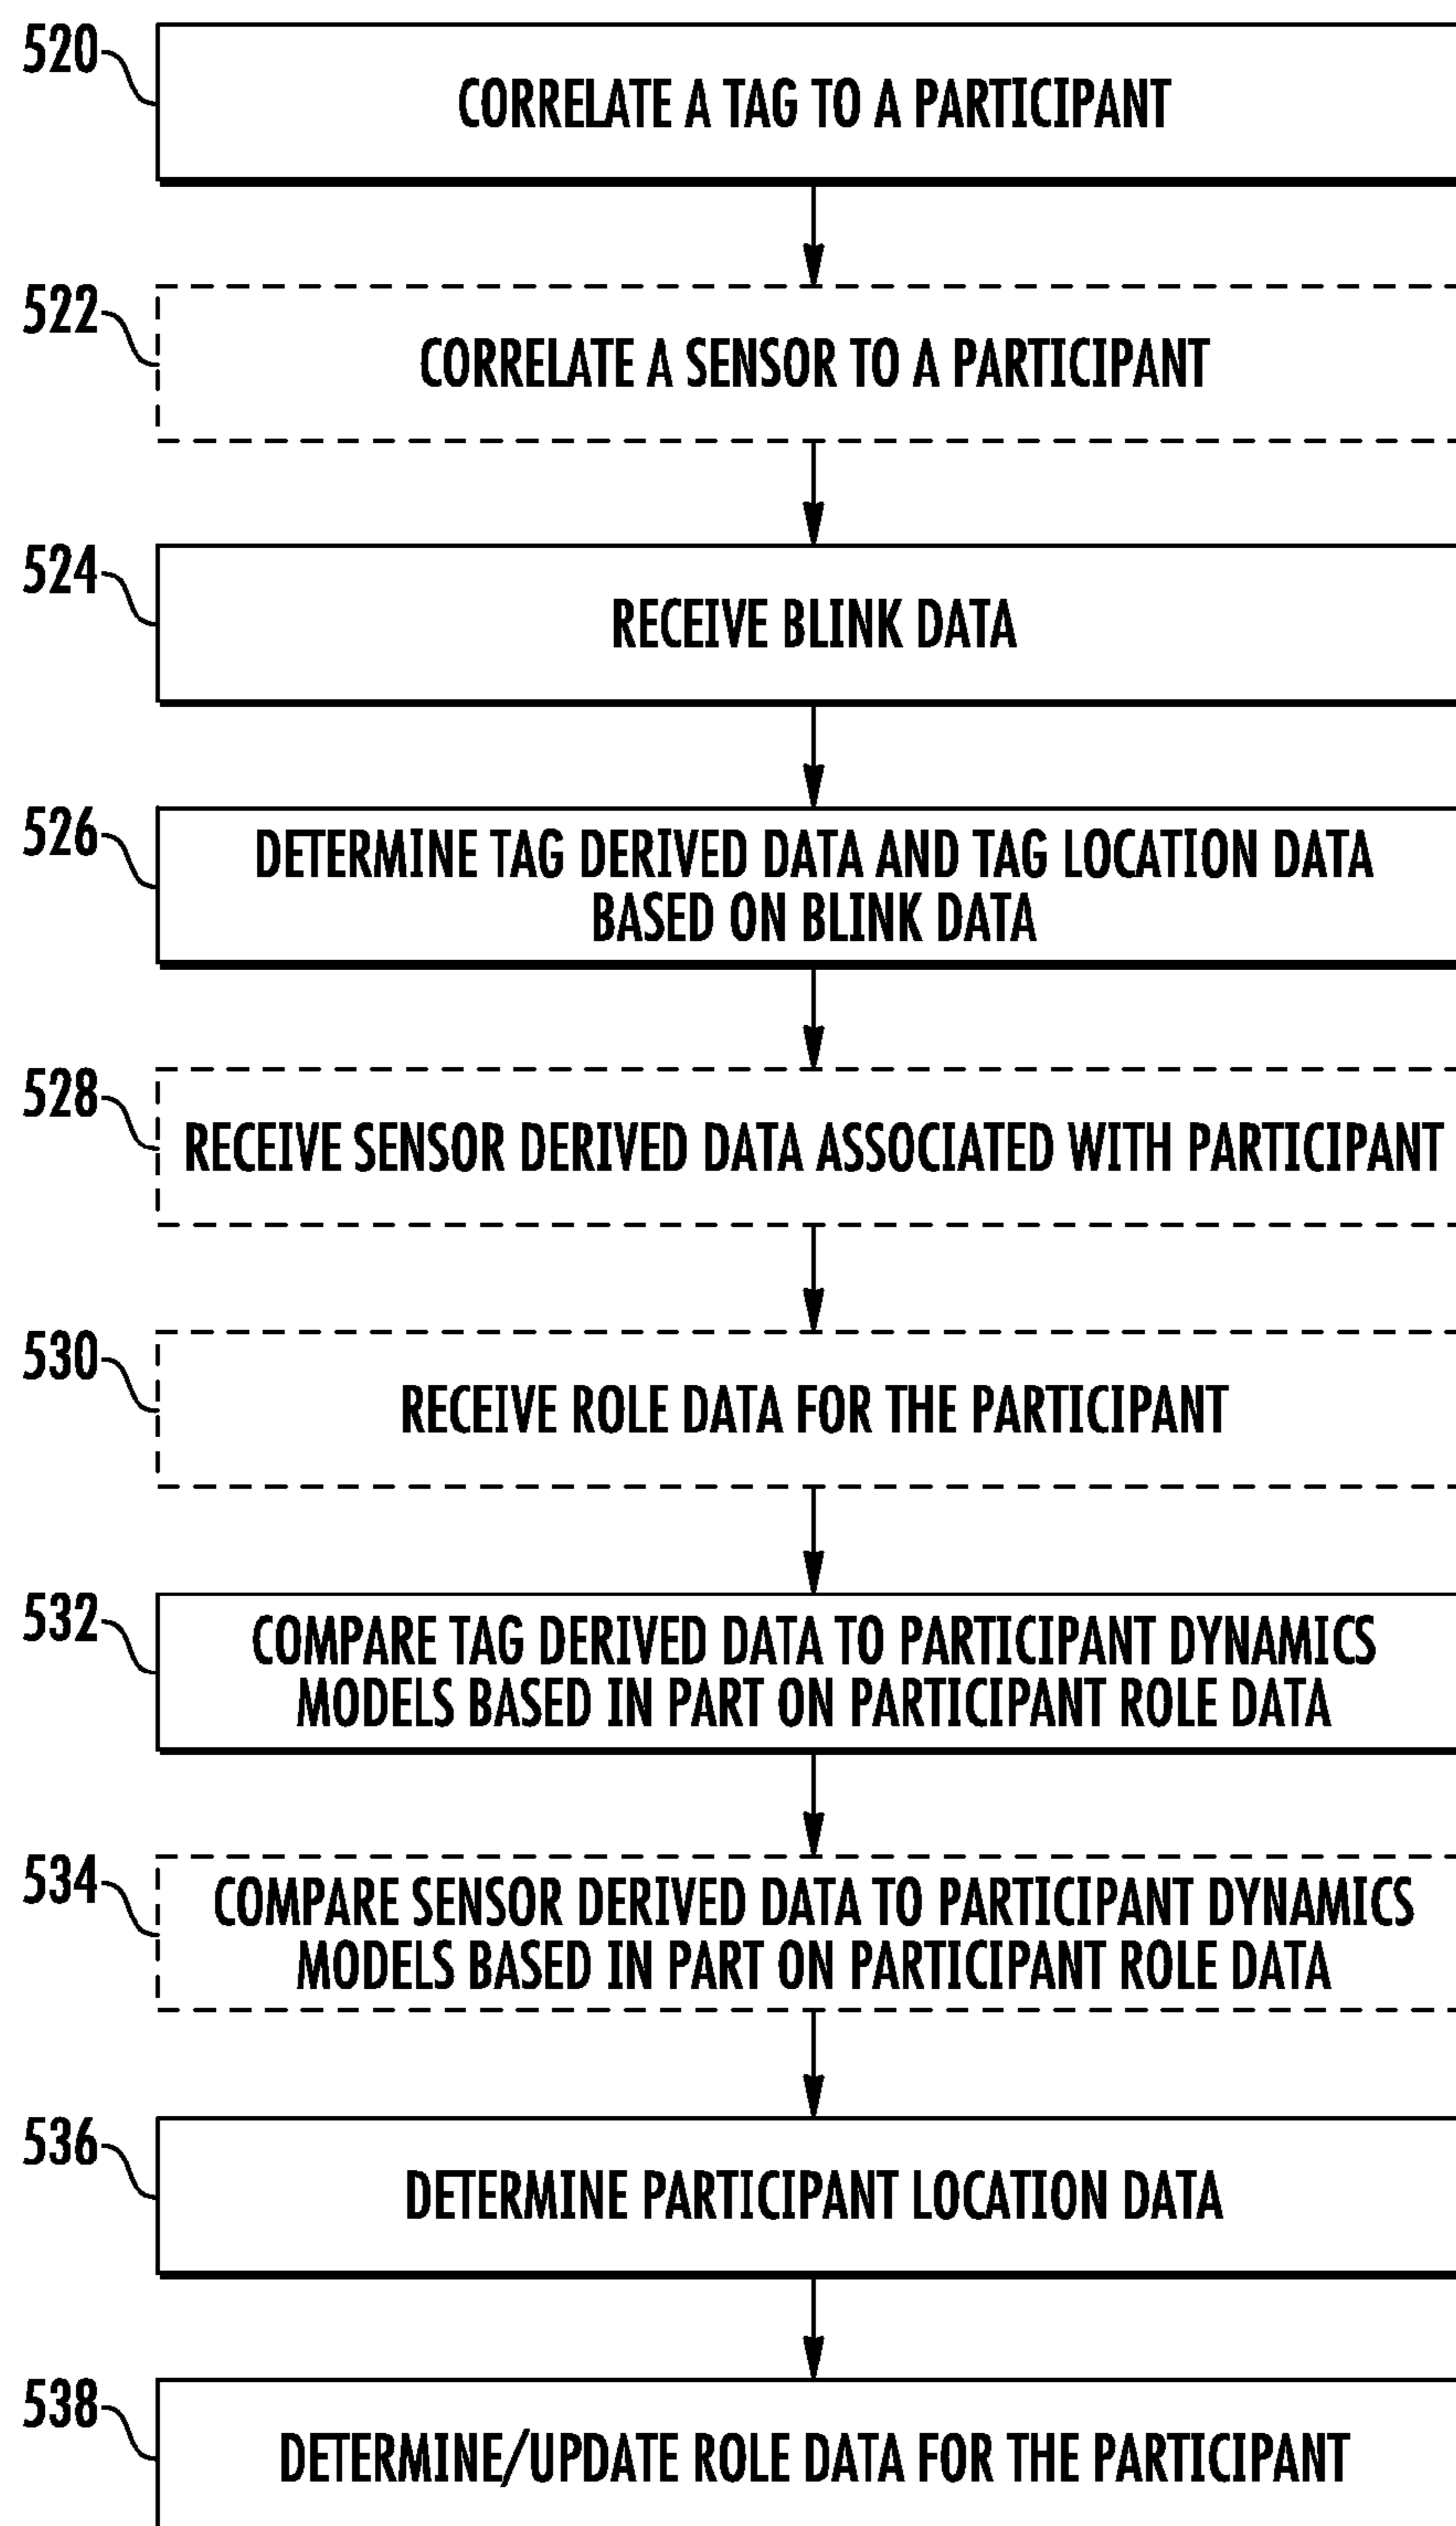 520
CORRELATE A TAG TO A PARTICIPANT
522
CORRELATE A SENSOR TO A PARTICIPANT
524
RECEIVE BLINK DATA
526
DETERMINE TAG DERIVED DATA AND TAG LOCATION DATA
BASED ON BLINK DATA
528
RECEIVE SENSOR DERIVED DATA ASSOCIATED WITH PARTICIPANT
530
RECEIVE ROLE DATA FOR THE PARTICIPANT
532
COMPARE TAG DERIVED DATA TO PARTICIPANT DYNAMICS
MODELS BASED IN PART ON PARTICIPANT ROLE DATA
534
COMPARE SENSOR DERIVED DATA TO PARTICIPANT DYNAMICS
MODELS BASED IN PART ON PARTICIPANT ROLE DATA
536
DETERMINE PARTICIPANT LOCATION DATA
538
DETERMINE/UPDATE ROLE DATA FOR THE PARTICIPANT